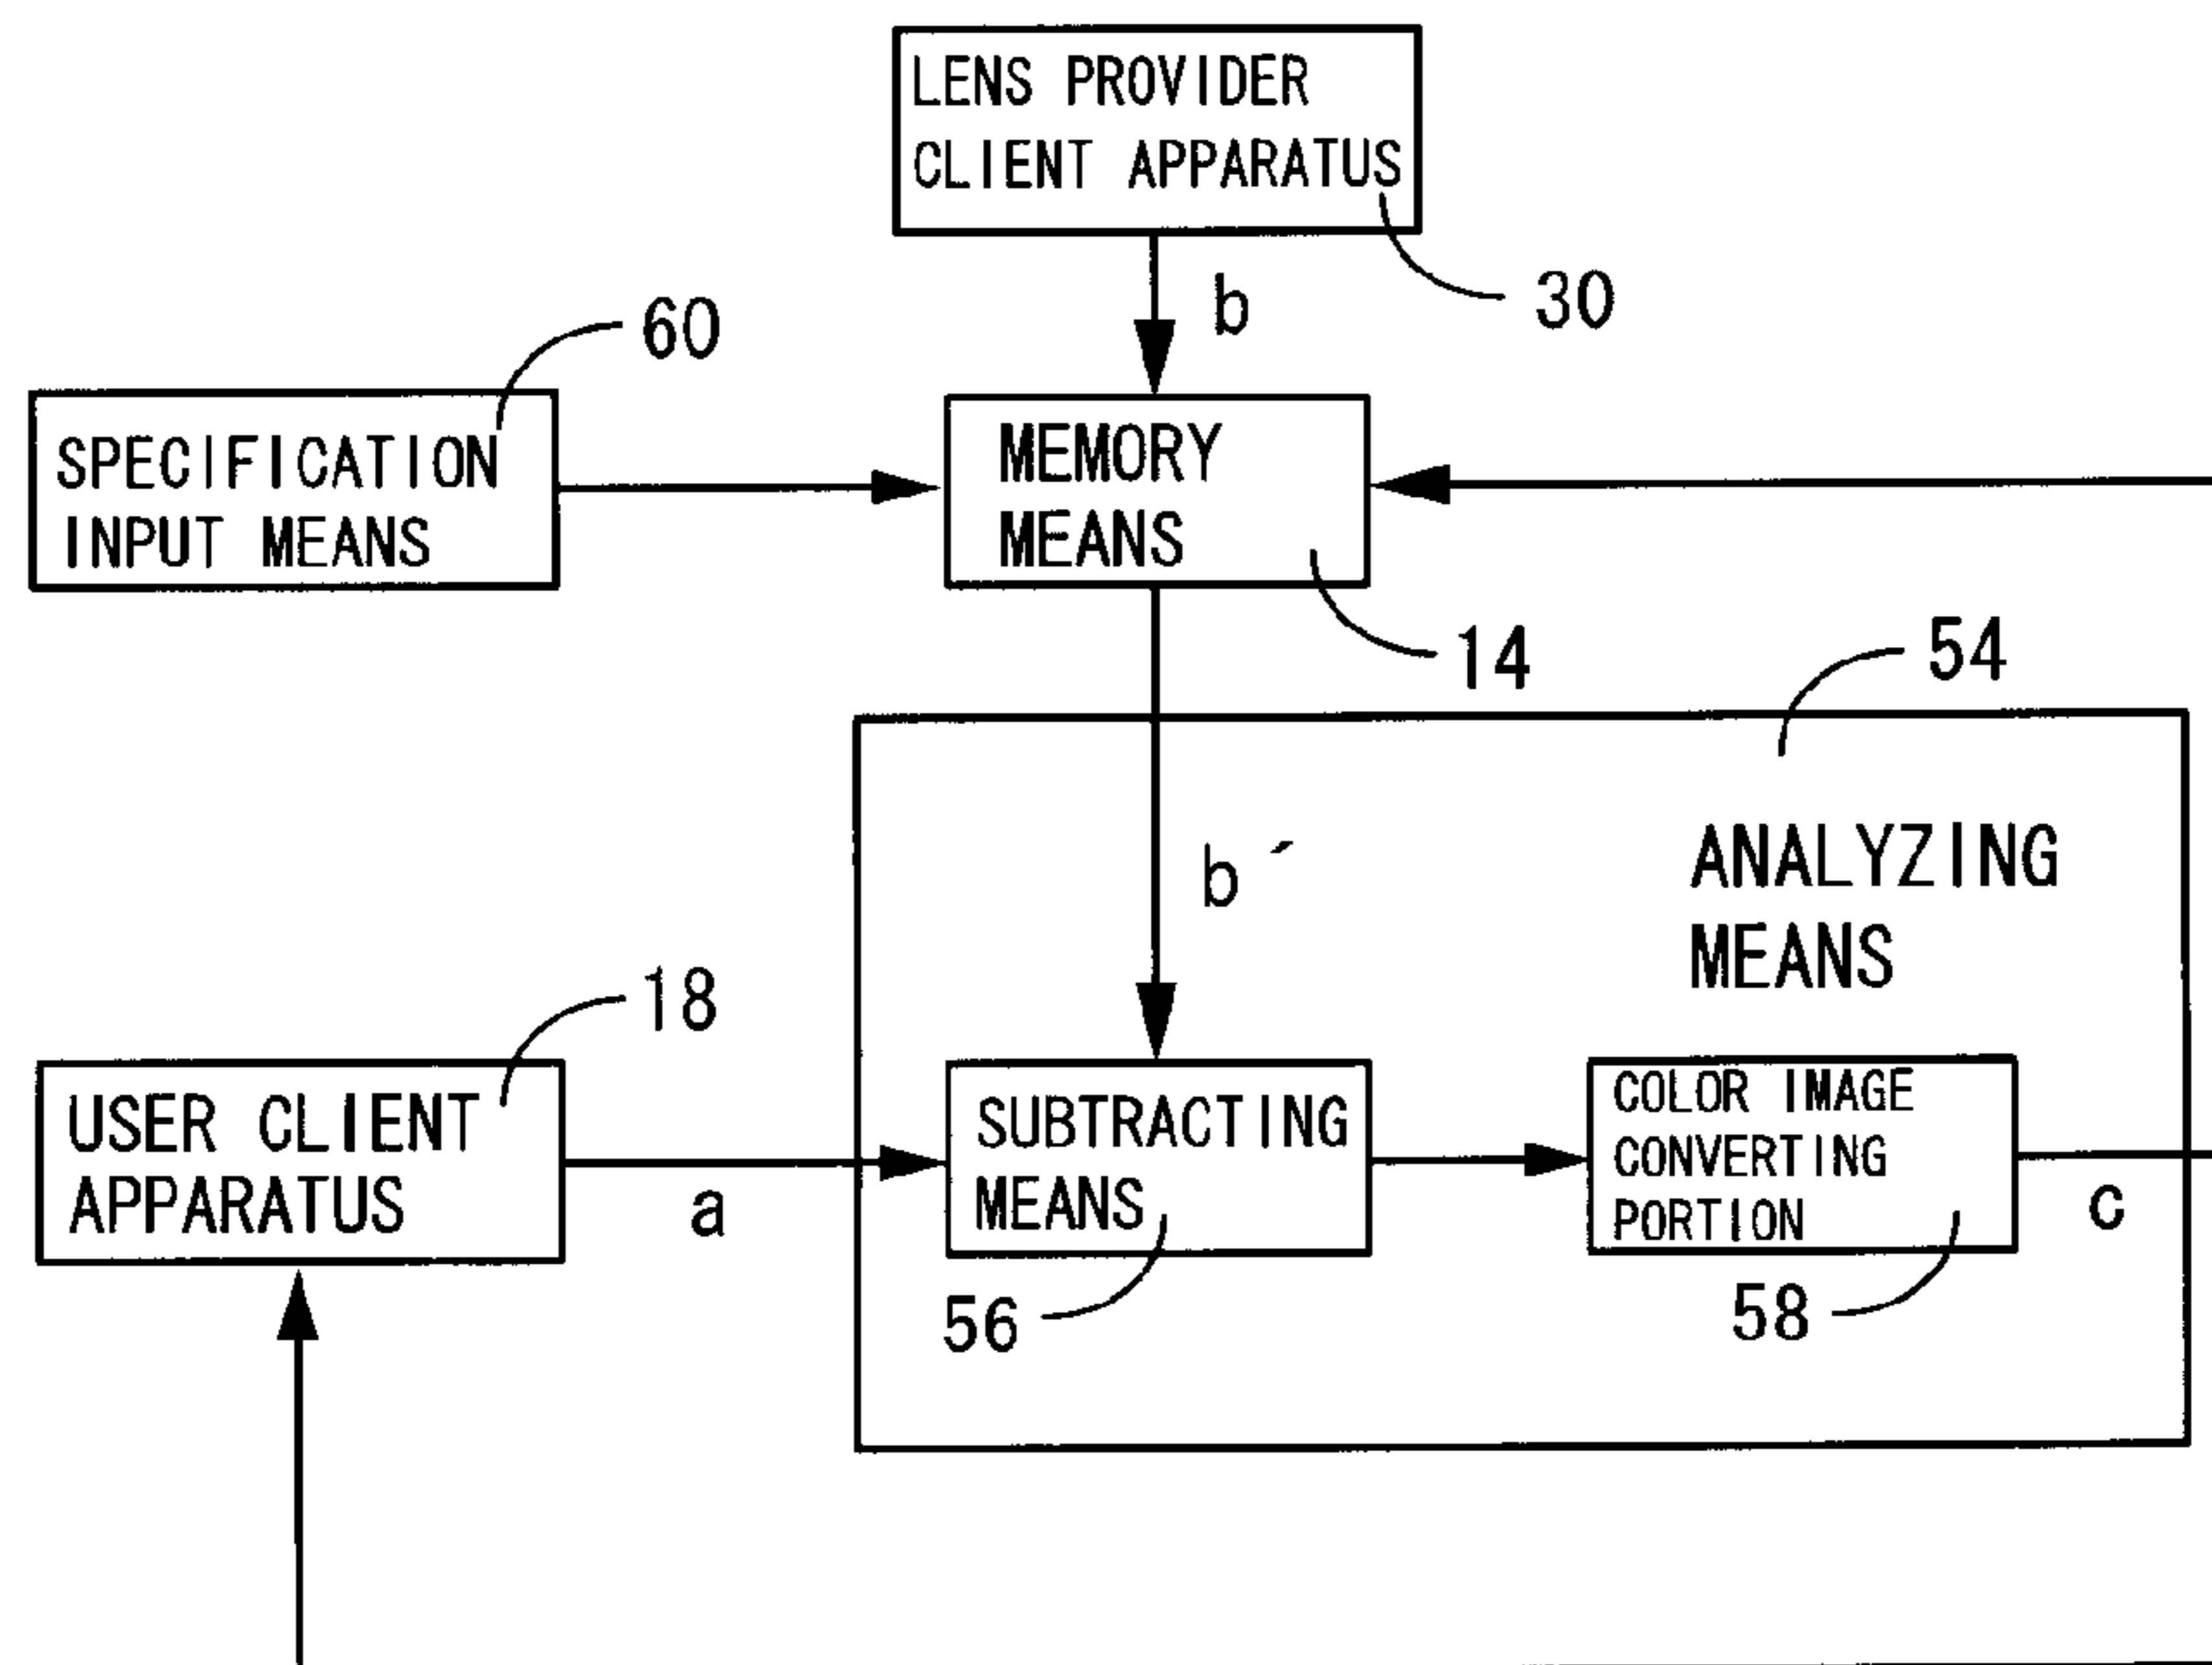 LENS PROVIDER
CLIENT APPARATUS
30
b
60
SPECIFICATION
INPUT MEANS
MEMORY
MEANS
14
54
b´
ANALYZING
MEANS
18
USER CLIENT
APPARATUS
a
SUBTRACTING
MEANS
56
COLOR IMAGE
CONVERTING
PORTION
58
c